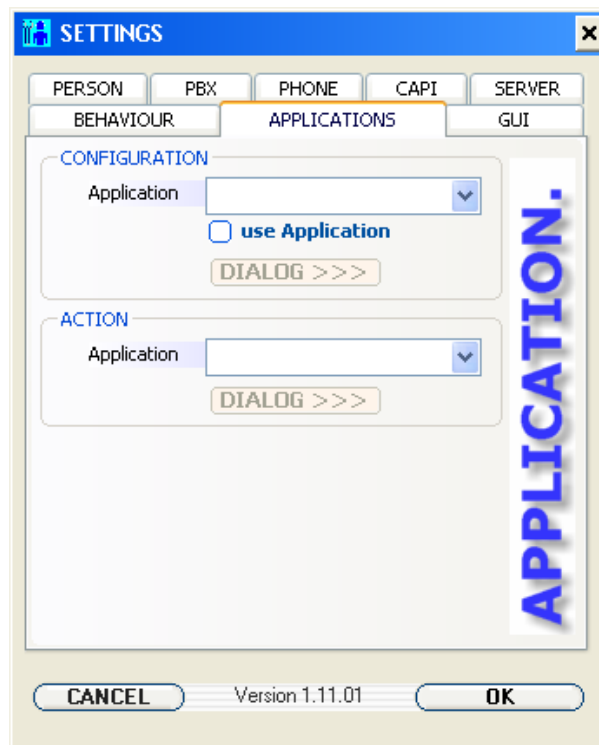 SETTINGS
PERSON PBX PHONE CAPI SERVER
BEHAVIOUR APPLICATIONS GUI
CONFIGURATION
Application
use Application
DIALOG >>>
ACTION
Application
DIALOG >>>
APPLICATION.
CANCEL Version 1.11.01 OK